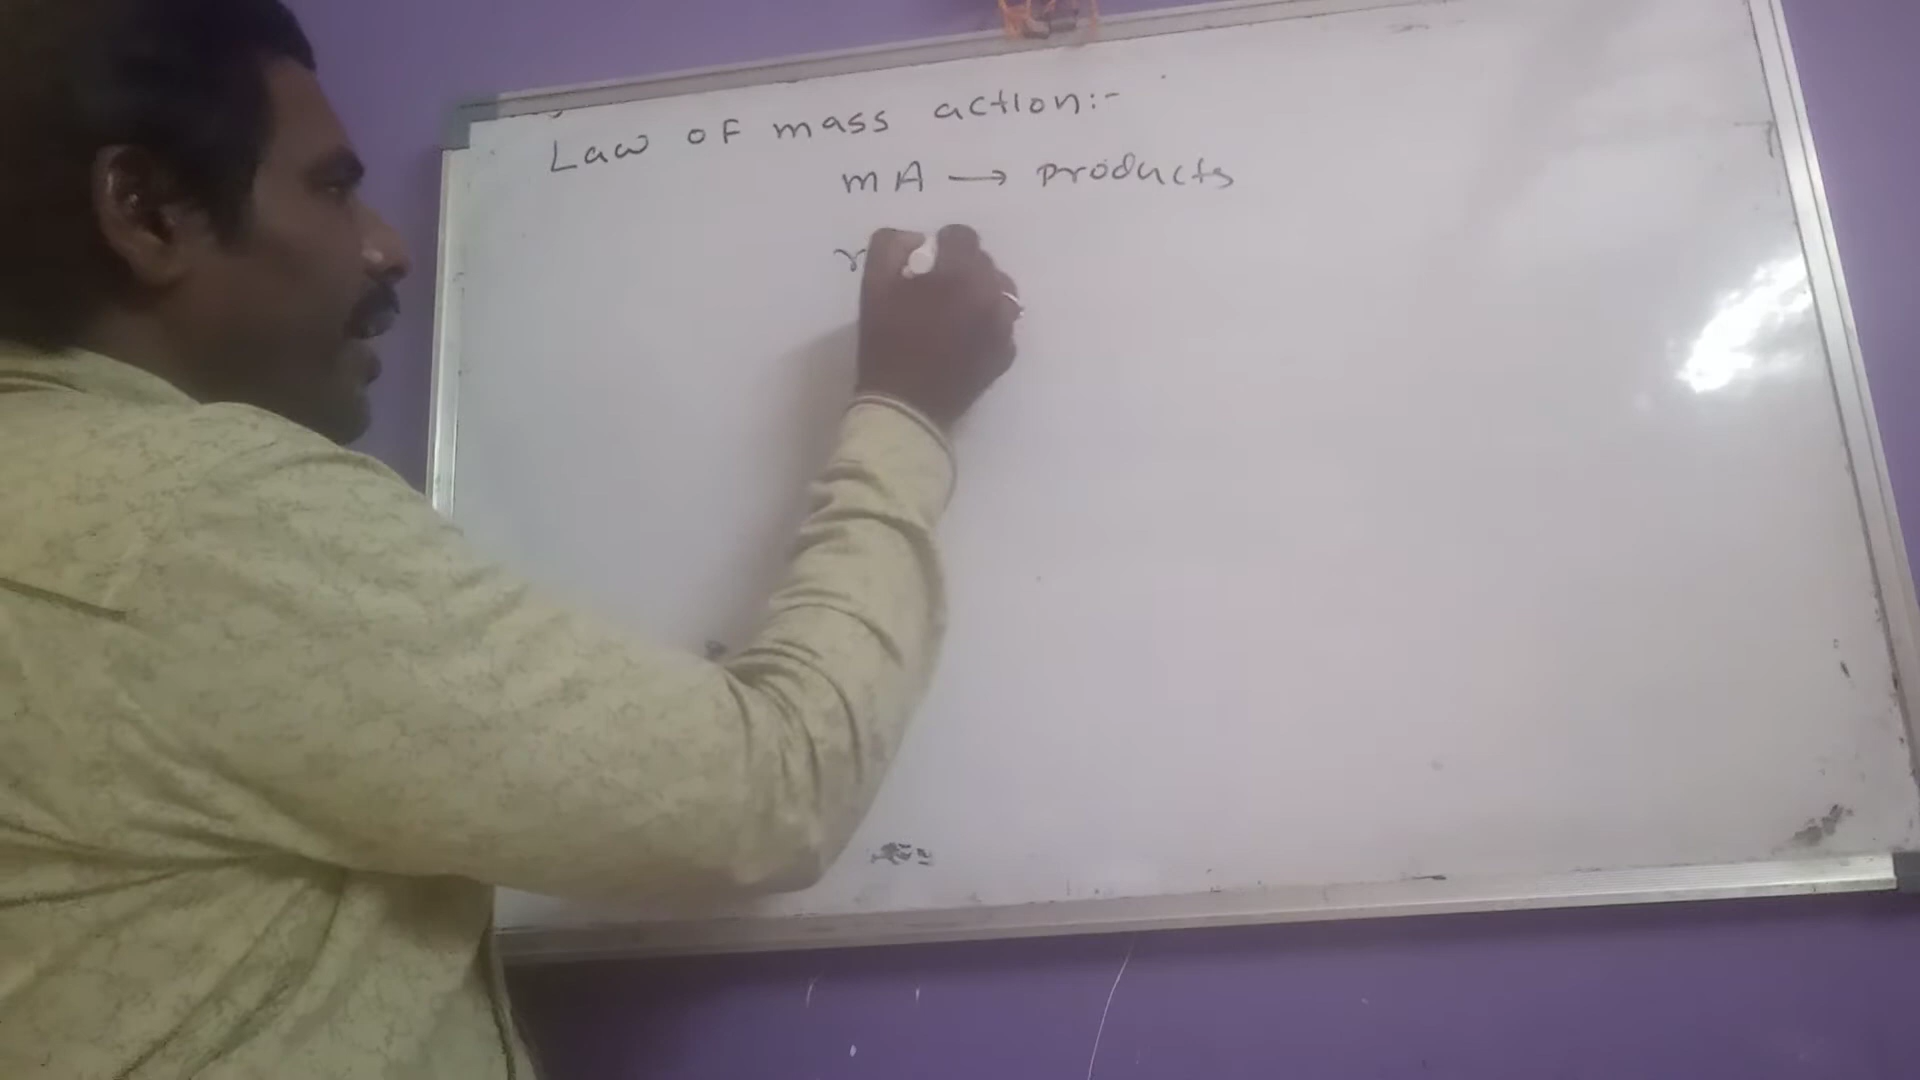 Law of mass action:-
mA → products
r